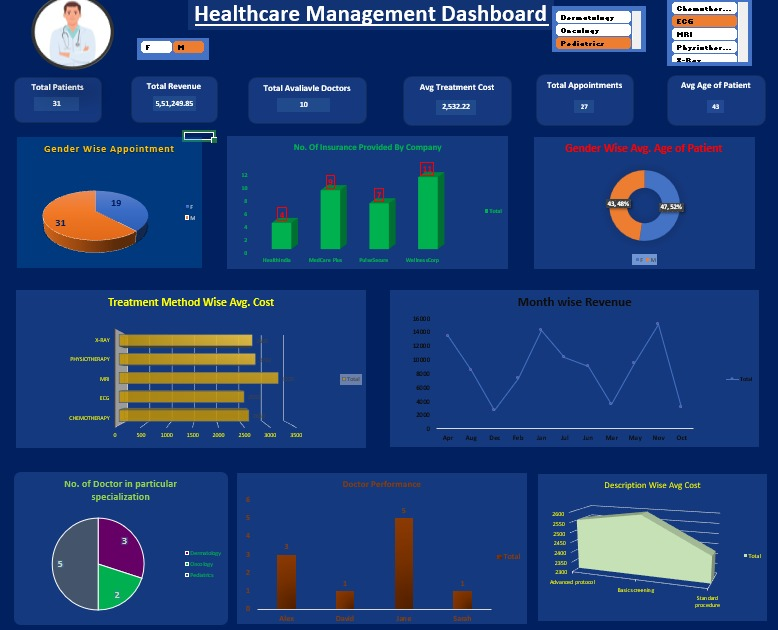 Healthcare Management Dashboard
F
M
Dermatology
Oncology
Pediatrics
Chemother...
ECG
MRI
Physiother...
X-Ray
Total Patients
31
Total Revenue
5,51,249.85
Total Avaliavle Doctors
10
Avg Treatment Cost
2,532.22
Total Appointments
27
Avg Age of Patient
43
Gender Wise Appointment
19
31
F
M
No. Of Insurance Provided By Company
12
10
8
6
4
2
0
4
9
7
11
HealthIndia
MedCare Plus
PulseSecure
WellnessCorp
Total
Gender Wise Avg. Age of Patient
43, 48%
47, 52%
Treatment Method Wise Avg. Cost
X-RAY
PHYSIOTHERAPY
MRI
ECG
CHEMOTHERAPY
0
500
1000
1500
2000
2500
3000
3500
Total
Month wise Revenue
16000
14000
12000
10000
8000
6000
4000
2000
0
Apr
Aug
Dec
Feb
Jan
Jul
Jun
Mar
May
Nov
Oct
Total
No. of Doctor in particular
specialization
3
5
2
Dermatology
Oncology
Pediatrics
Doctor Performance
6
5
4
3
2
1
0
3
1
5
1
Alex
David
Jane
Sarah
Total
Description Wise Avg Cost
2600
2550
2500
2450
2400
2350
2300
Advanced protocol
Basic screening
Standard
procedure
Total